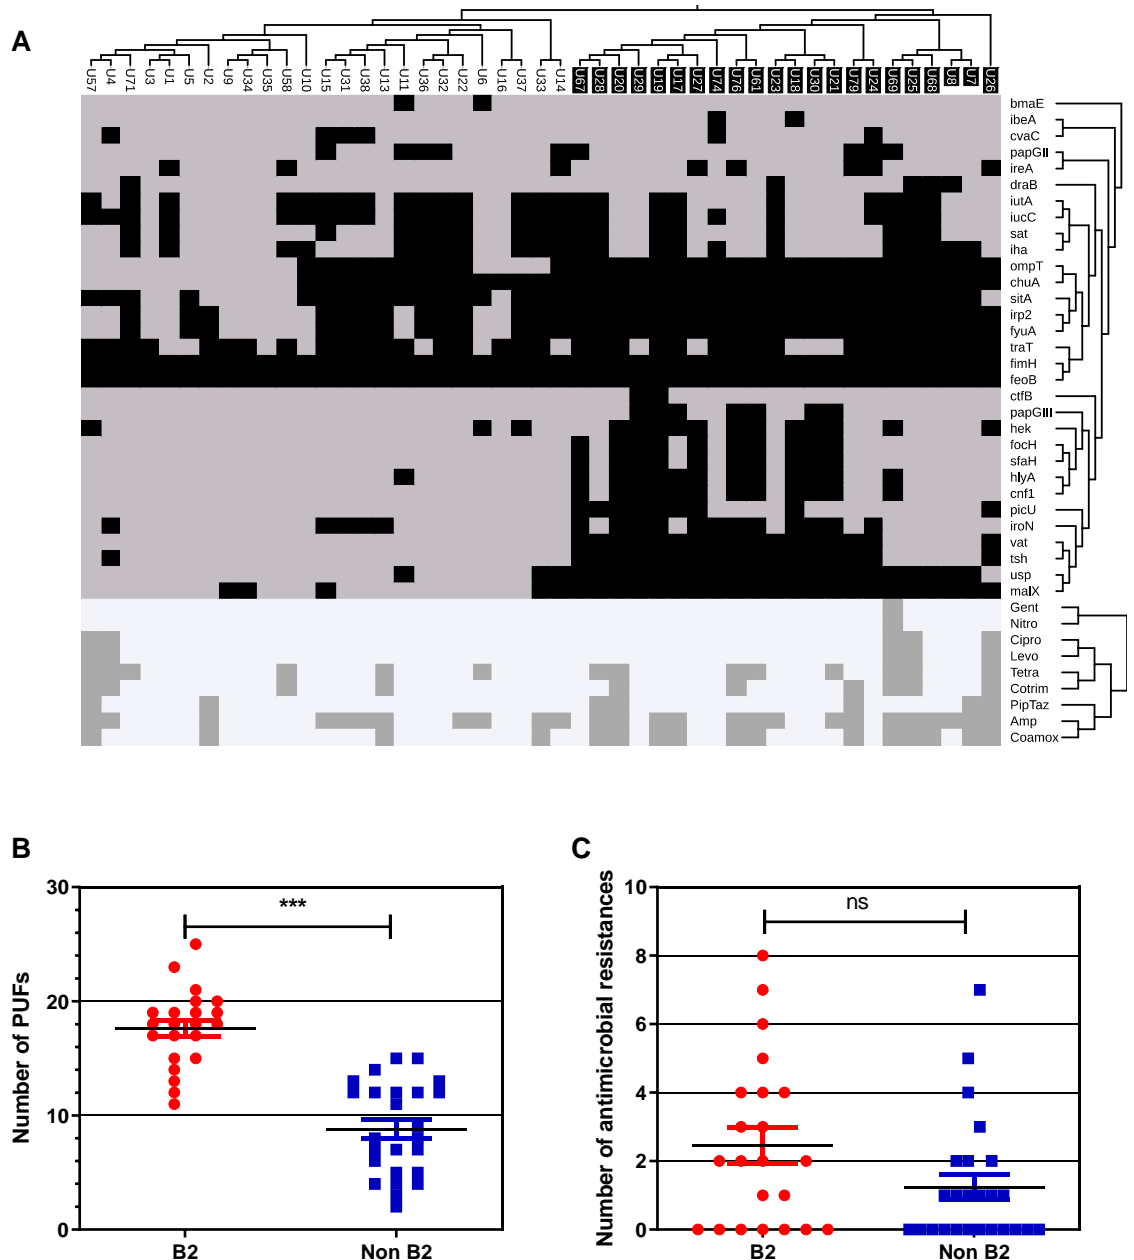 A
U57 U4 U71 U3 U1 U5 U2 U9 U34 U35 U58 U10 U15 U31 U38 U13 U11 U36 U32 U22 U6 U16 U37 U33 U14 U67 U28 U20 U29 U19 U17 U27 U74 U76 U61 U23 U18 U30 U21 U79 U24 U69 U25 U68 U8 U7 U26
bmaE
ibeA
cvaC
papGII
ireA
draB
iutA
iucC
sat
iha
ompT
chuA
sitA
irp2
fyuA
traT
fimH
feoB
ctfB
papGIII
hek
focH
sfaH
hlyA
cnf1
picU
iroN
vat
tsh
usp
malX
Gent
Nitro
Cipro
Levo
Tetra
Cotrim
PipTaz
Amp
Coamox
B
Number of PUFs
30
20
10
0
***
B2 Non B2
C
Number of antimicrobial resistances
10
8
6
4
2
0
ns
B2 Non B2